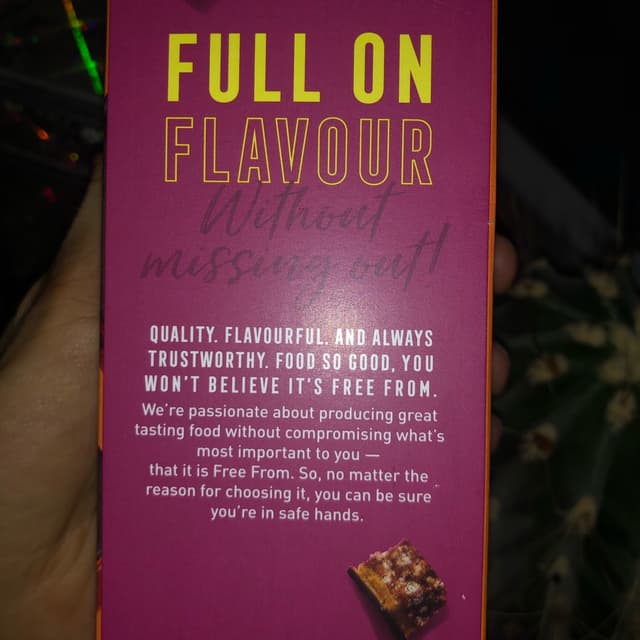 FULL ON
FLAVOUR
Without
missing out!
QUALITY. FLAVOURFUL. AND ALWAYS
TRUSTWORTHY. FOOD SO GOOD, YOU
WON'T BELIEVE IT'S FREE FROM.
We're passionate about producing great
tasting food without compromising what's
most important to you —
that it is Free From. So, no matter the
reason for choosing it, you can be sure
you're in safe hands.